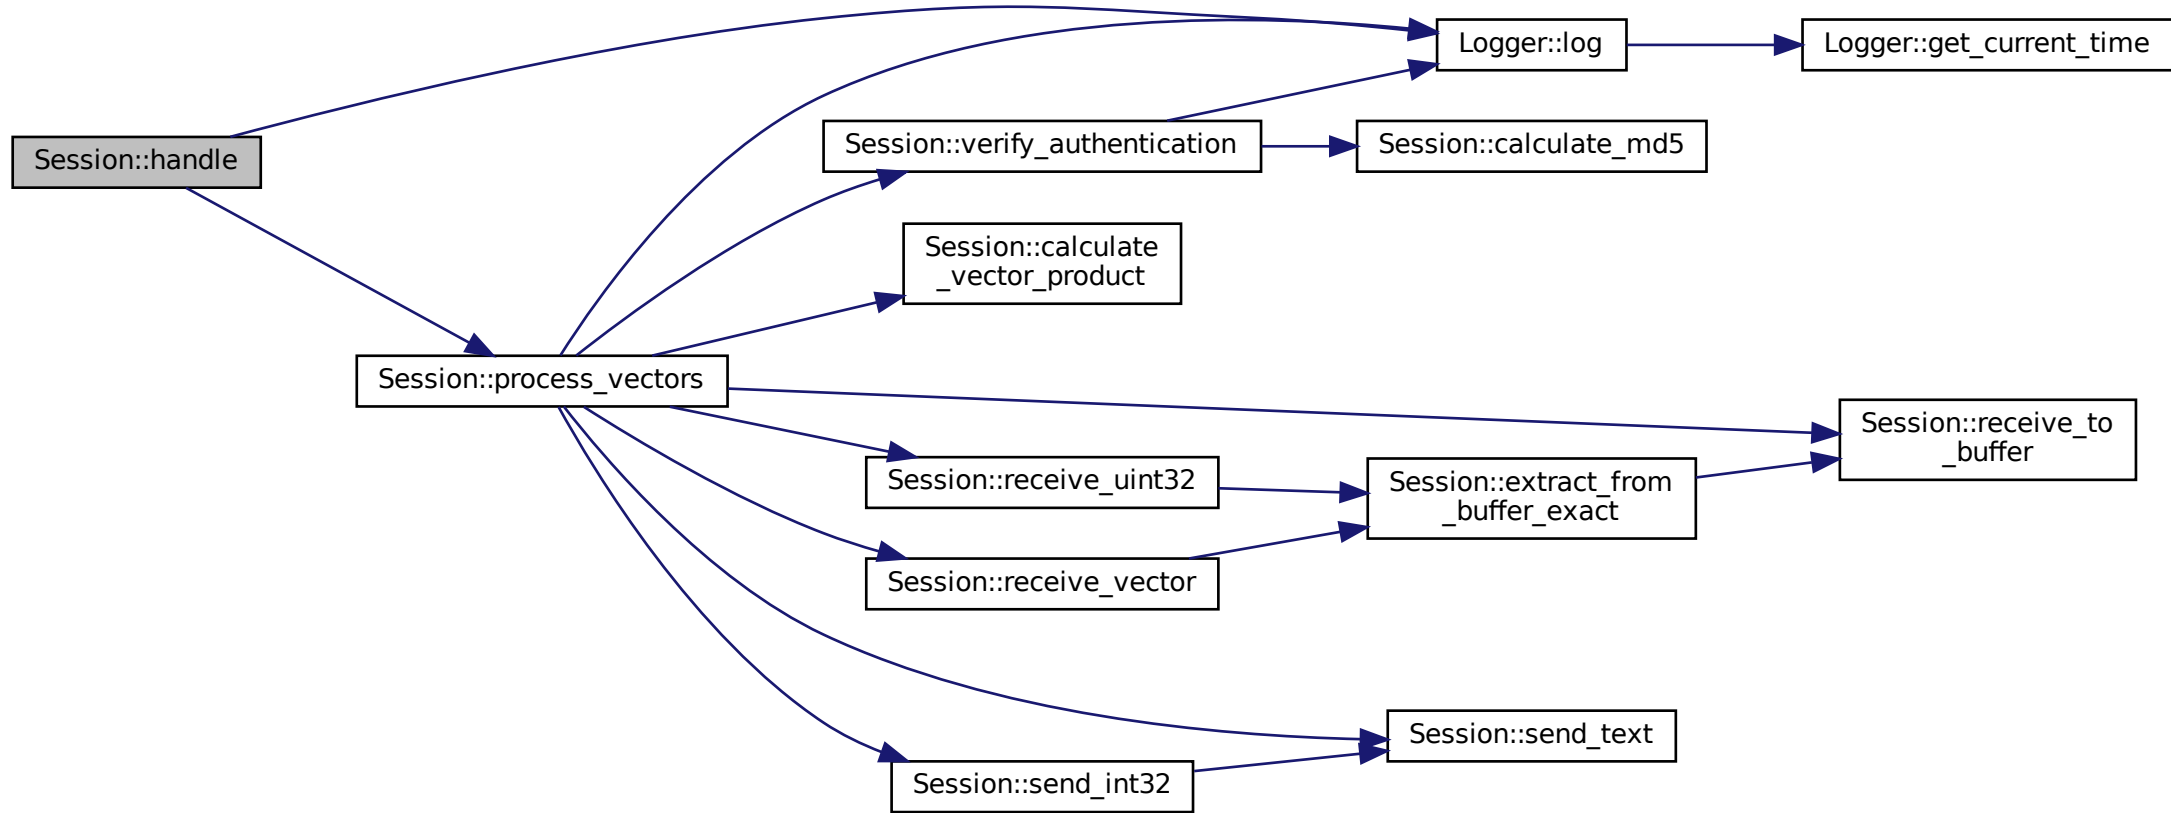 Logger::log
Logger::get_current_time
Session::handle
Session::verify_authentication
Session::calculate_md5
Session::calculate
_vector_product
Session::process_vectors
Session::receive_to
_buffer
Session::receive_uint32
Session::extract_from
_buffer_exact
Session::receive_vector
Session::send_text
Session::send_int32